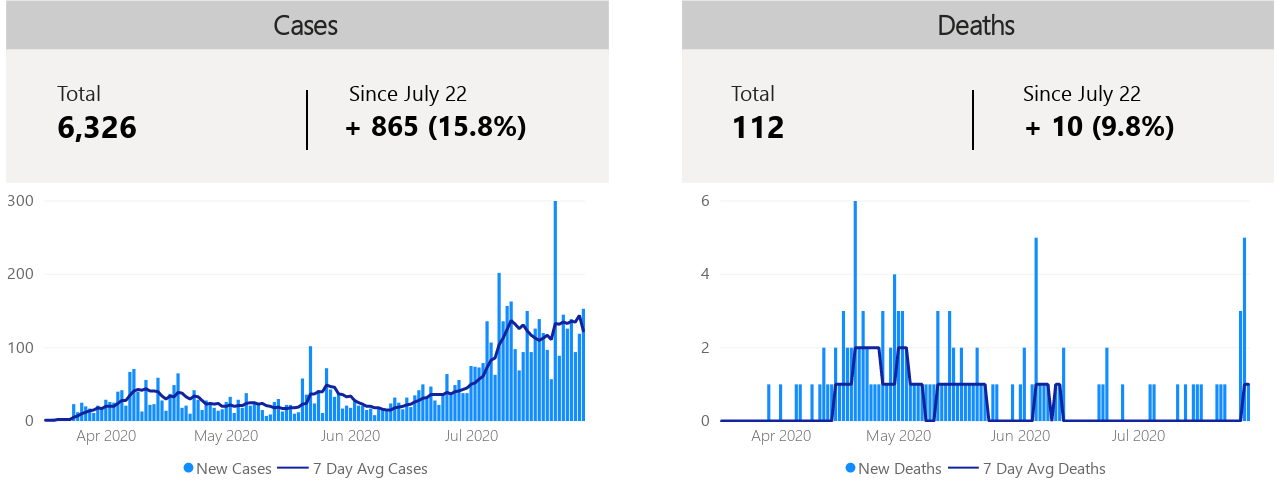 Cases
Total
Since July 22
6,326
+ 865 (15.8%)
300
200
100
0
Apr 2020
May 2020
Jun 2020
Jul 2020
New Cases
7 Day Avg Cases
Deaths
Total
Since July 22
112
+ 10 (9.8%)
6
4
2
0
Apr 2020
May 2020
Jun 2020
Jul 2020
New Deaths
7 Day Avg Deaths